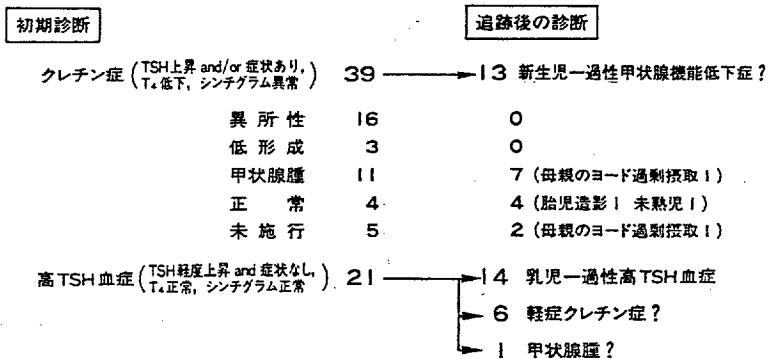 初期診断 追跡後の診断
クレチン症 (TSH上昇 and/or 症状あり, T₄低下, シンチグラム異常) 39 → 13 新生児一過性甲状腺機能低下症?
異所性 16 0
低形成 3 0
甲状腺腫 11 7 (母親のヨード過剰摂取1)
正常 4 4 (胎児造影1 未熟児1)
未施行 5 2 (母親のヨード過剰摂取1)
高TSH血症 (TSH軽度上昇 and 症状なし, T₄正常, シンチグラム正常) 21 → 14 乳児一過性高TSH血症
6 軽症クレチン症?
1 甲状腺腫?